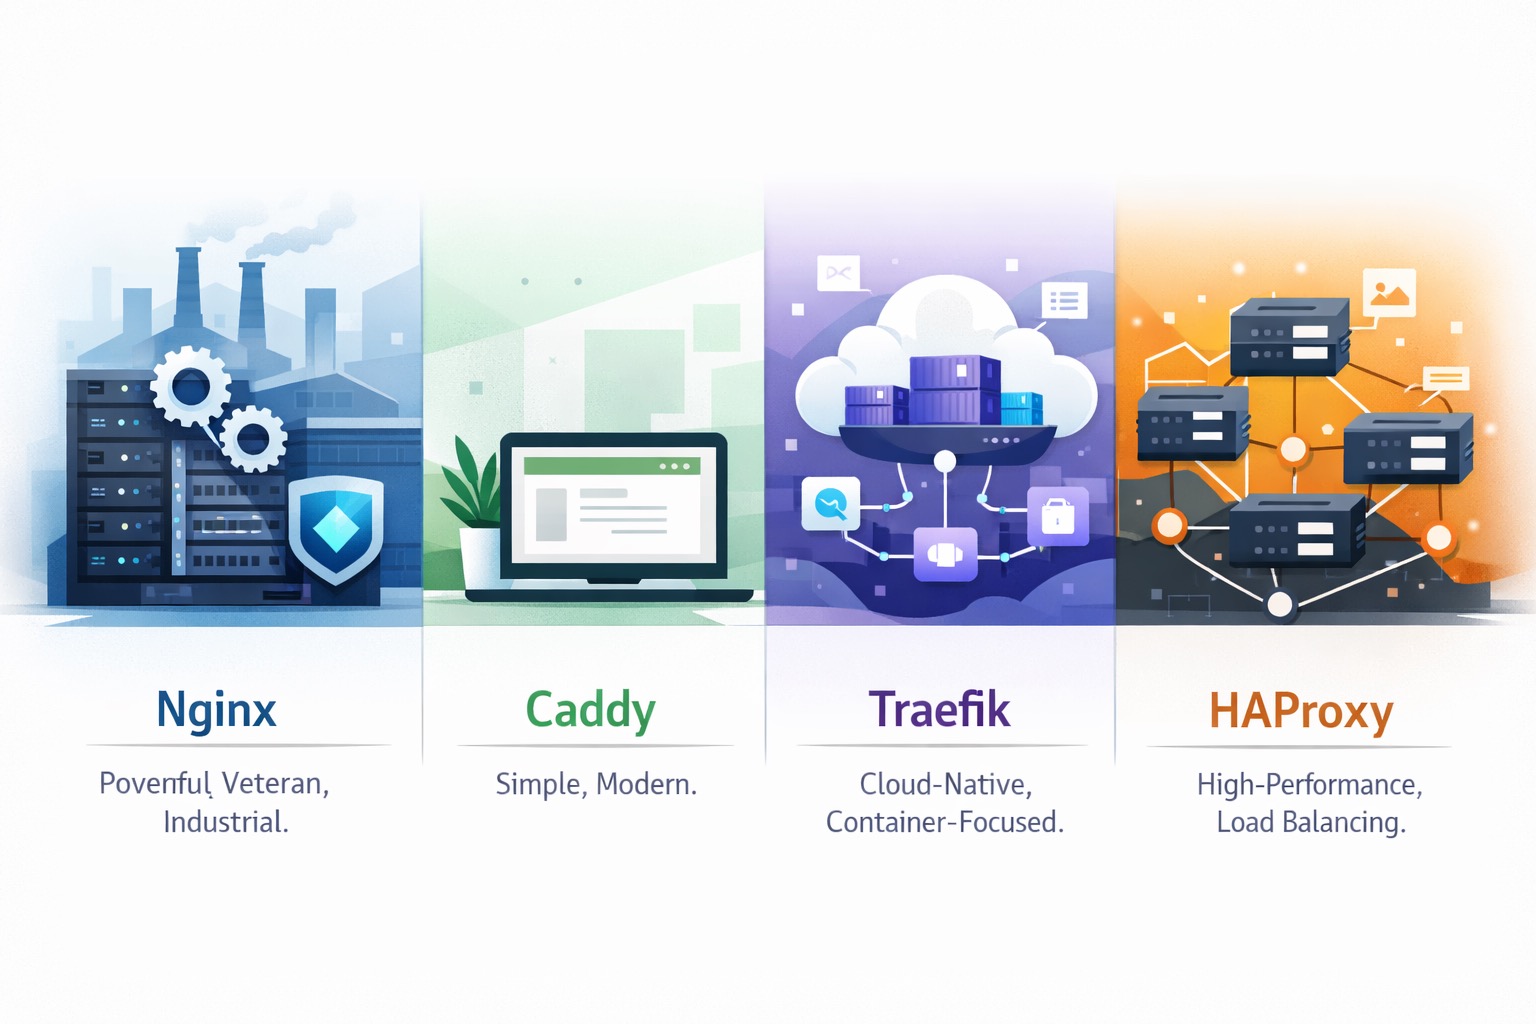 Nginx
Povenful, Veteran,
Industrial.
Caddy
Simple, Modern.
Traefik
Cloud-Native,
Container-Focused.
HAProxy
High-Performance,
Load Balancing.